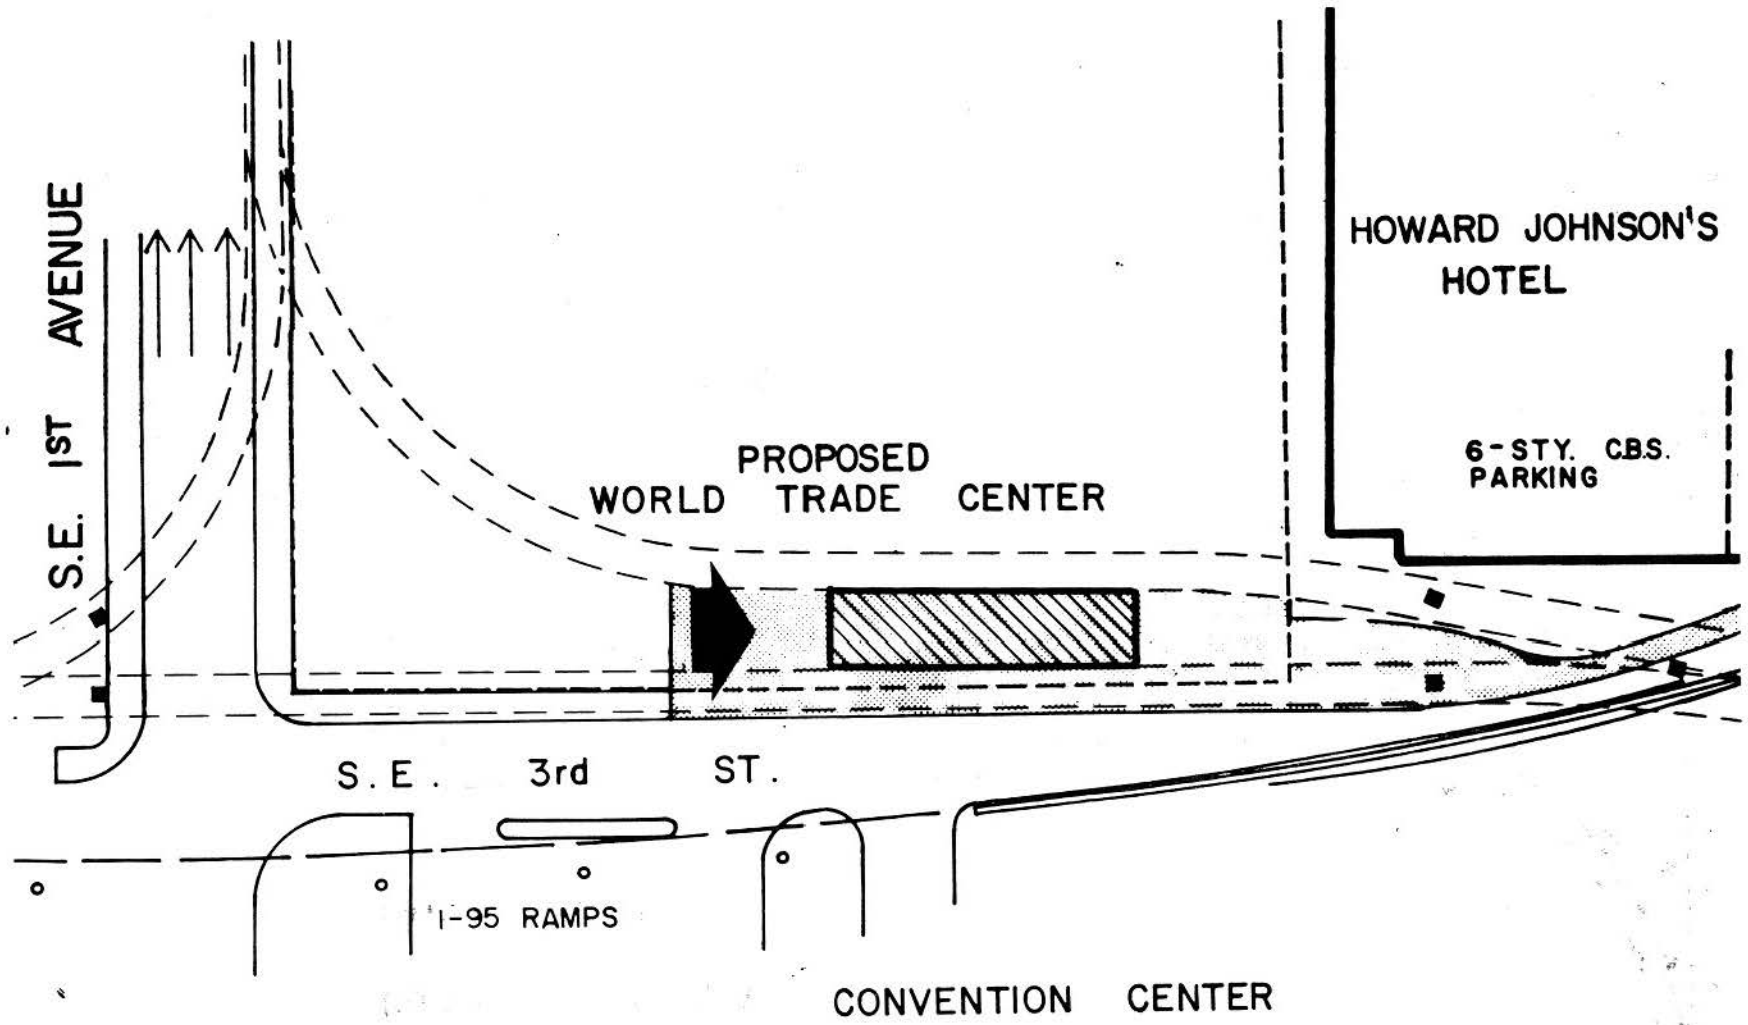 S.E. 1ST AVENUE
HOWARD JOHNSON'S
HOTEL
6-STY. C.B.S.
PARKING
PROPOSED
WORLD TRADE CENTER
S.E. 3rd ST.
I-95 RAMPS
CONVENTION CENTER